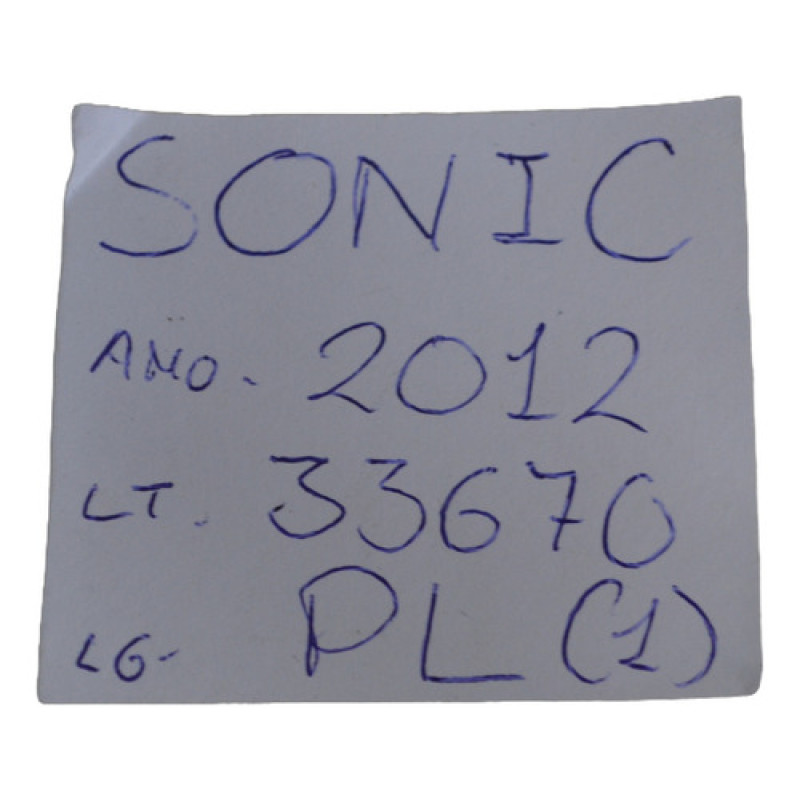 SONIC
AÑO- 2012
LT. 33670
LG- PL (1)